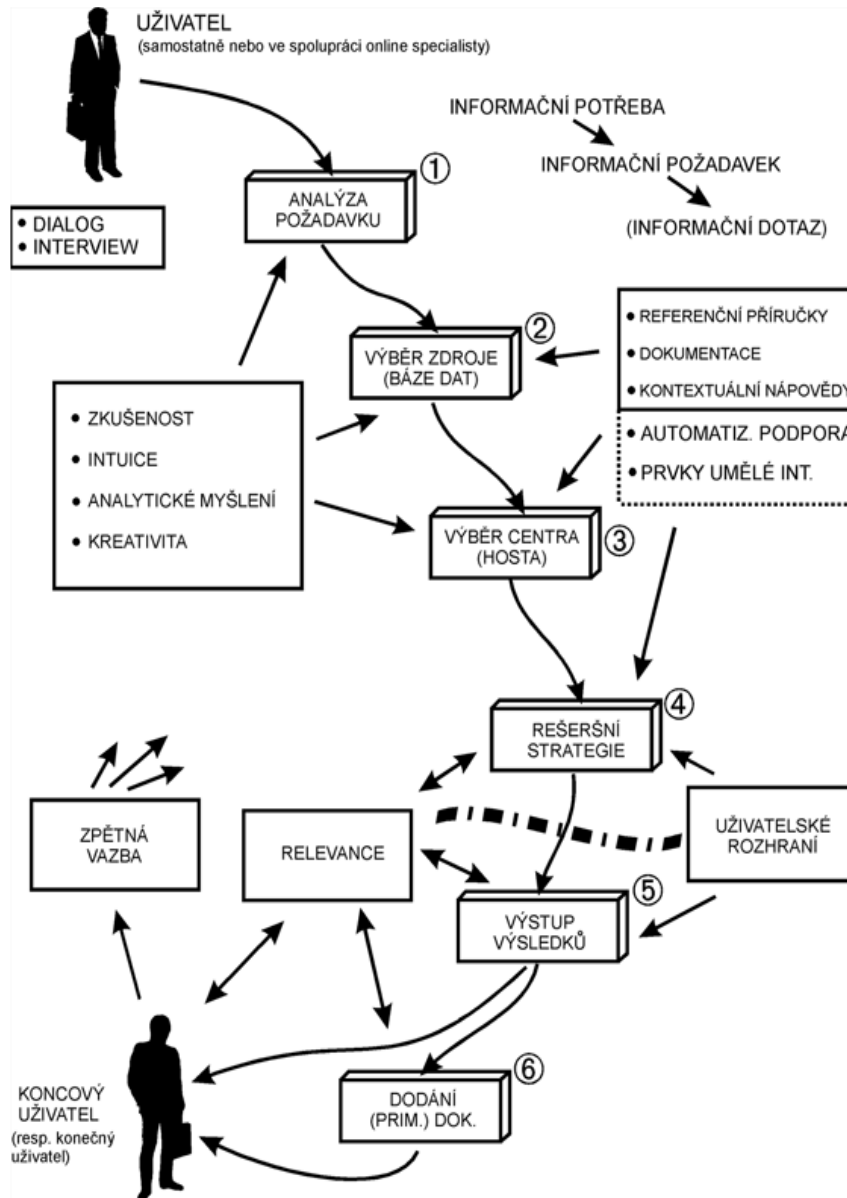 UŽIVATEL
(samostatně nebo ve spolupráci online specialisty)
INFORMAČNÍ POTŘEBA
INFORMAČNÍ POŽADAVEK
(INFORMAČNÍ DOTAZ)
1
ANALÝZA
POŽADAVKU
• DIALOG
• INTERVIEW
2
VÝBĚR ZDROJE
(BÁZE DAT)
• REFERENČNÍ PŘÍRUČKY
• DOKUMENTACE
• KONTEXTUÁLNÍ NÁPOVĚDY
• AUTOMATIZ. PODPORA
• PRVKY UMĚLÉ INT.
• ZKUŠENOST
• INTUICE
• ANALYTICKÉ MYŠLENÍ
• KREATIVITA
3
VÝBĚR CENTRA
(HOSTA)
4
REŠERŠNÍ
STRATEGIE
ZPĚTNÁ
VAZBA
RELEVANCE
UŽIVATELSKÉ
ROZHRANÍ
5
VÝSTUP
VÝSLEDKŮ
6
DODÁNÍ
(PRIM.) DOK.
KONCOVÝ
UŽIVATEL
(resp. konečný
uživatel)